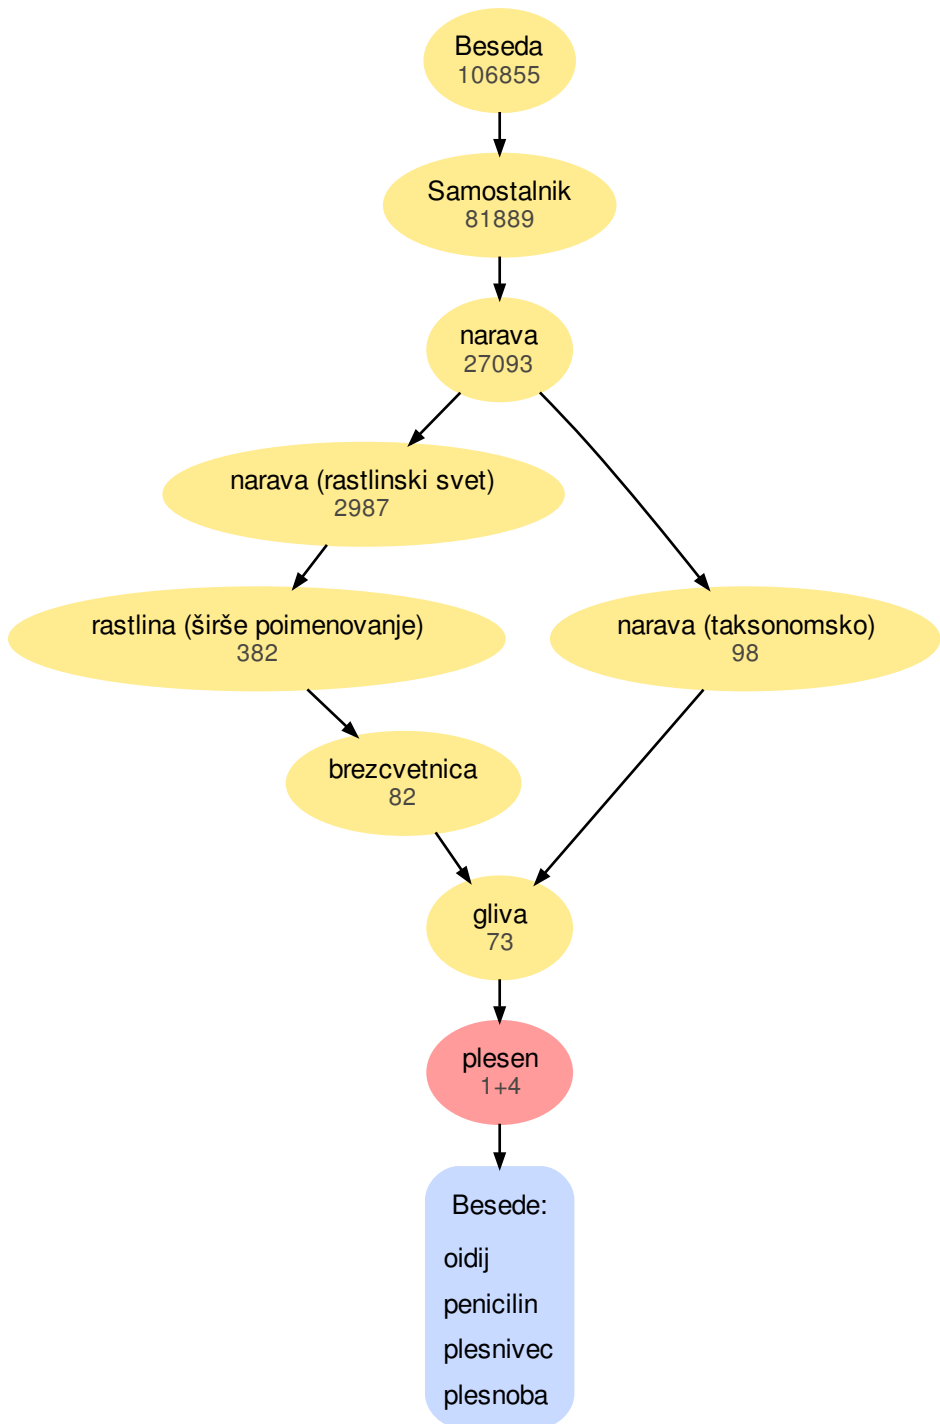 Beseda
106855
Samostalnik
81889
narava
27093
narava (rastlinski svet)
2987
rastlina (širše poimenovanje)
382
narava (taksonomsko)
98
brezcvetnica
82
gliva
73
plesen
1+4
Besede:
oidij
penicilin
plesnivec
plesnoba